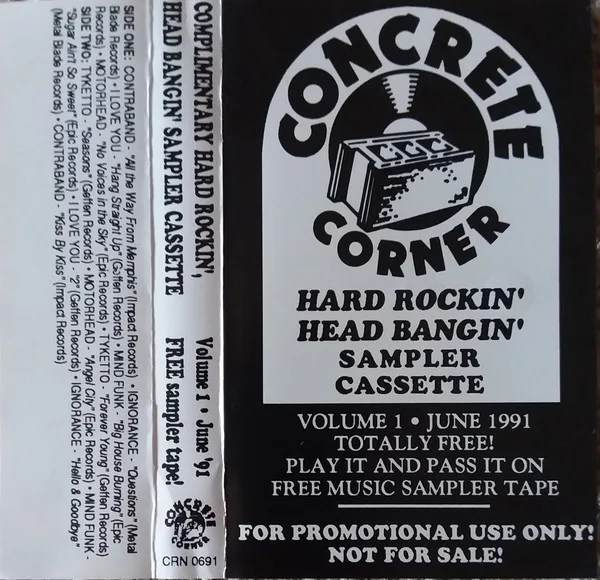 SIDE ONE: CONTRABAND - "All the Way From Memphis" (Impact Records) • IGNORANCE - "Questions" (Metal
Blade Records) • I LOVE YOU - "Hang Straight Up" (Geffen Records) • MIND FUNK - "Big House Burning" (Epic
Records) • MOTORHEAD - "No Voices in the Sky" (Epic Records) • TYKETTO - "Forever Young" (Geffen Records)
SIDE TWO: TYKETTO - "Seasons" (Geffen Records) • MOTORHEAD - "Angel City" (Epic Records) • MIND FUNK -
"Sugar Ain't So Sweet" (Epic Records) • I LOVE YOU - "2" (Geffen Records) • IGNORANCE - "Hello & Goodbye"
(Metal Blade Records) • CONTRABAND - "Kiss By Kiss" (Impact Records)
COMPLIMENTARY HARD ROCKIN', Volume 1 • June '91
HEAD BANGIN' SAMPLER CASSETTE FREE sampler tape!
CONCRETE
CORNER
CRN 0691
CONCRETE
CORNER
HARD ROCKIN'
HEAD BANGIN'
SAMPLER
CASSETTE
VOLUME 1 • JUNE 1991
TOTALLY FREE!
PLAY IT AND PASS IT ON
FREE MUSIC SAMPLER TAPE
FOR PROMOTIONAL USE ONLY!
NOT FOR SALE!